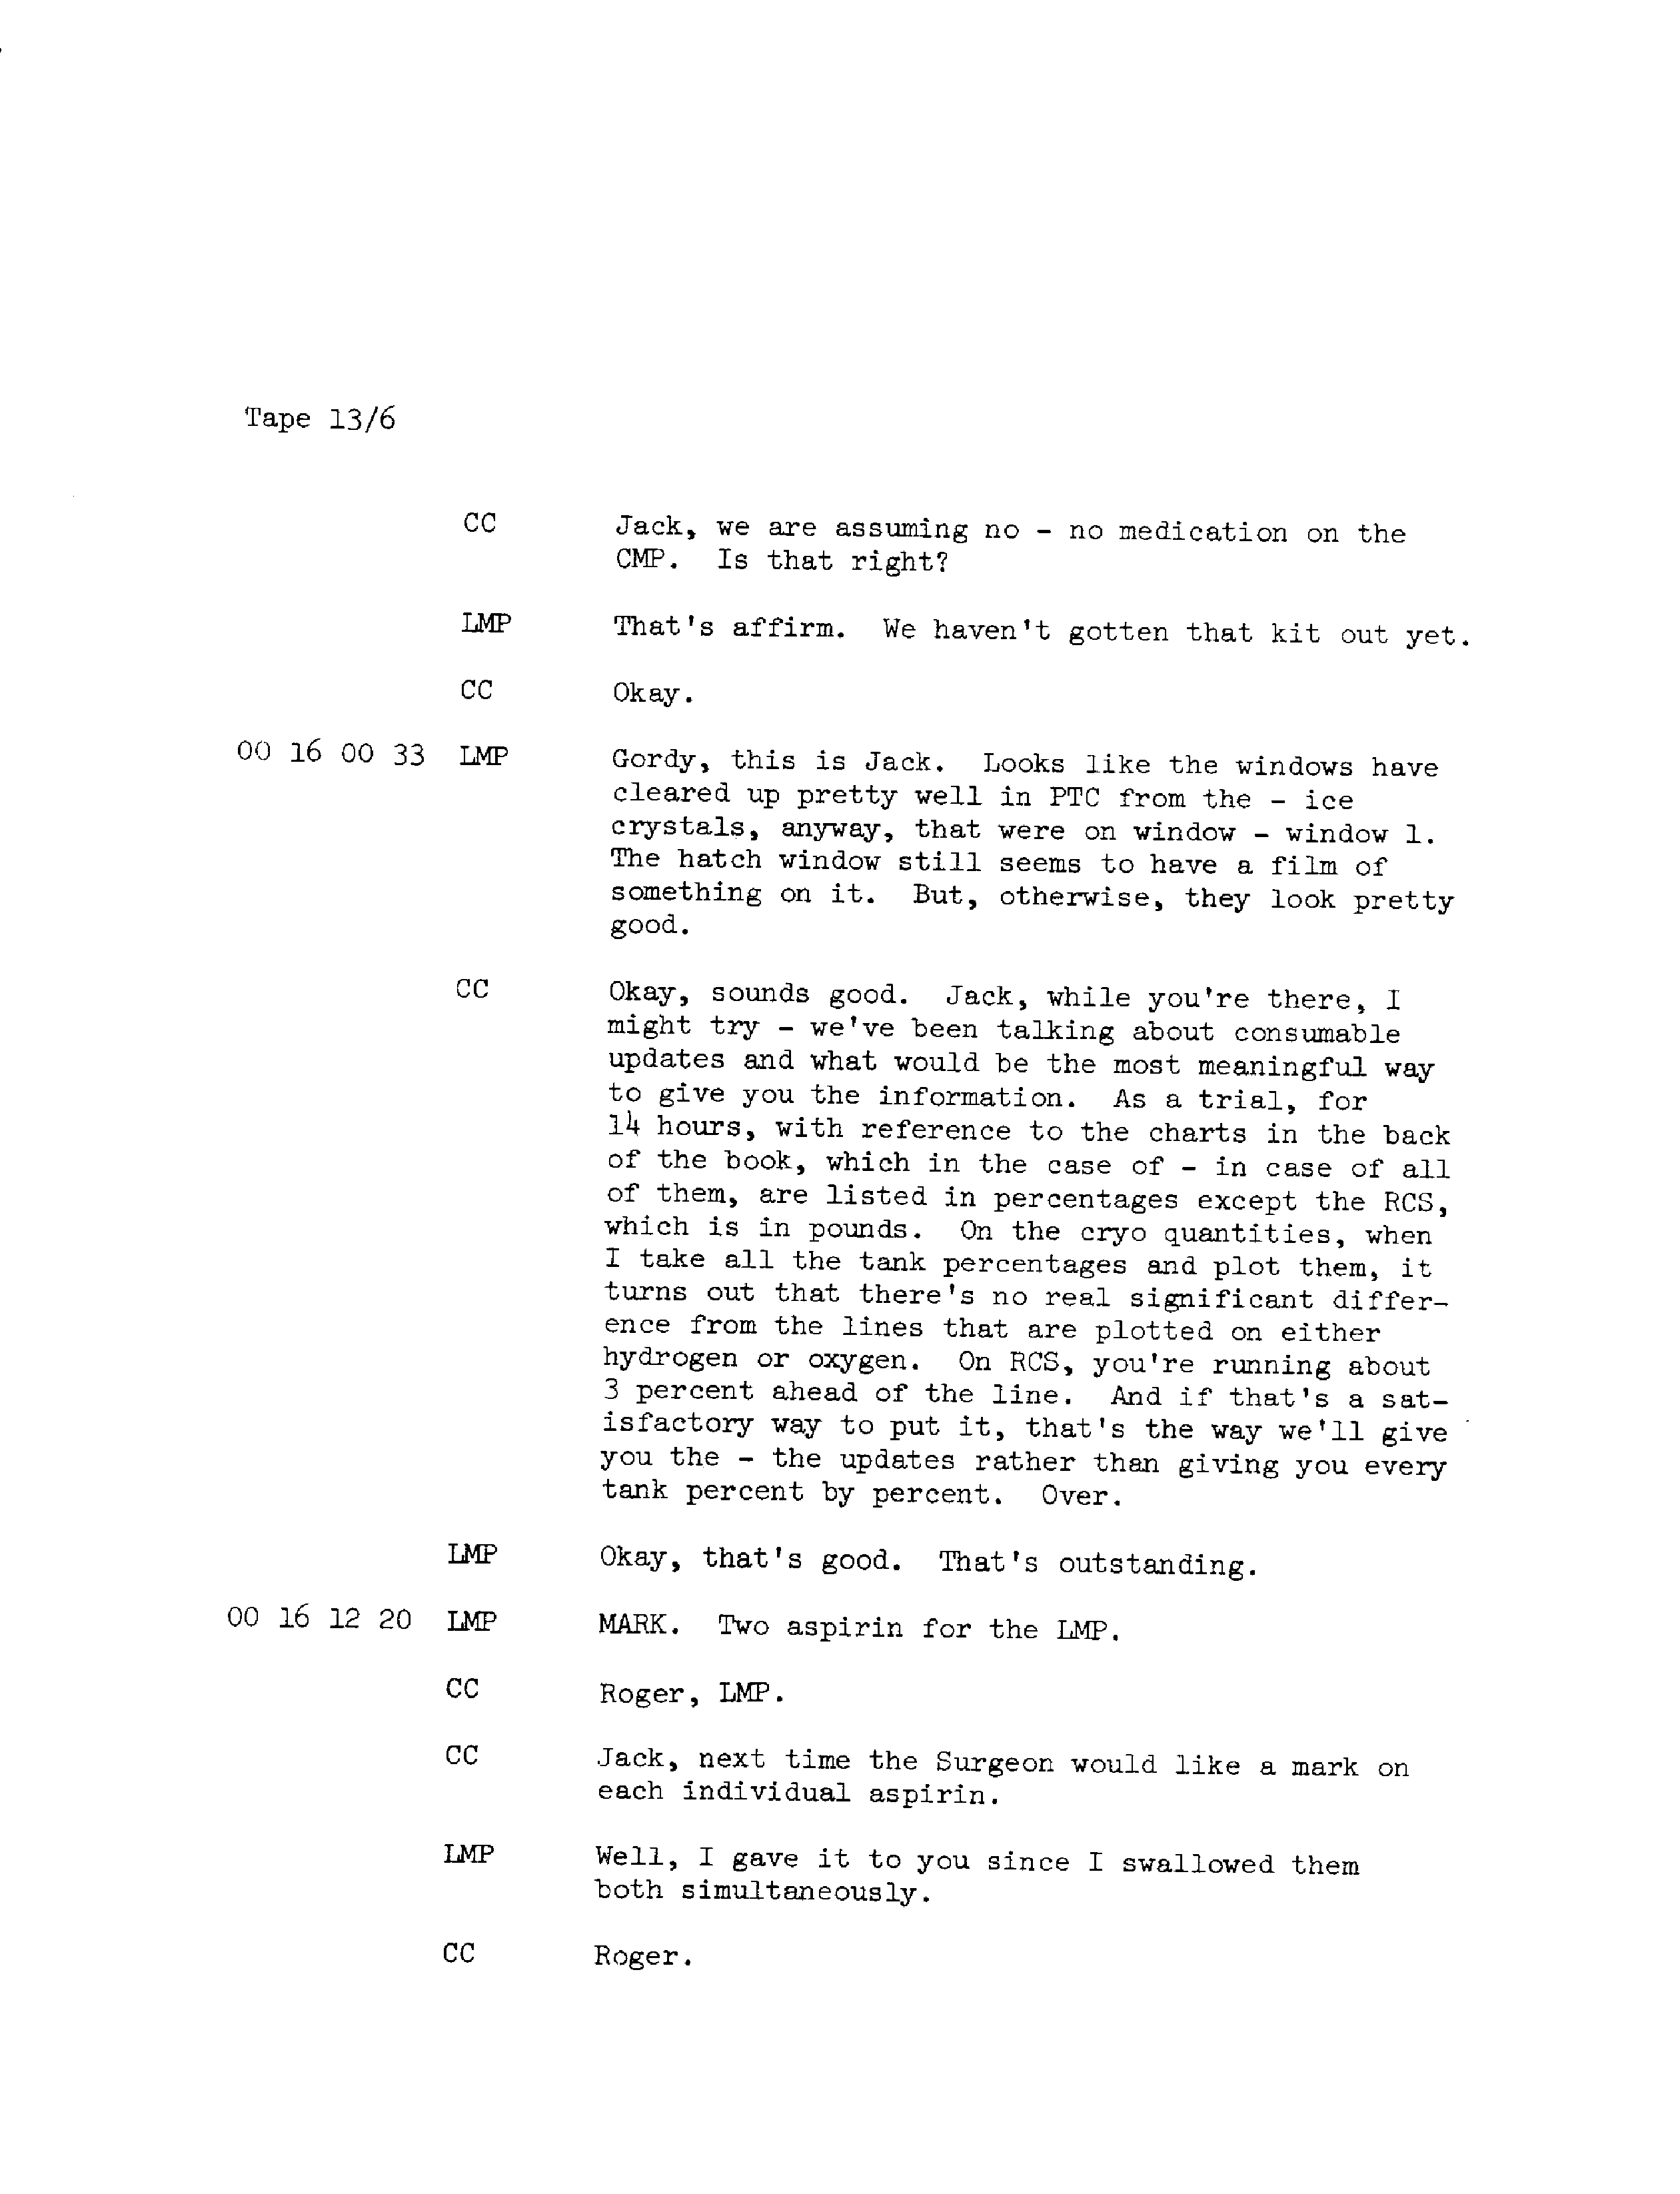 Tape 13/6
CC Jack, we are assuming no - no medication on the
CMP. Is that right?
LMP That's affirm. We haven't gotten that kit out yet.
CC Okay.
00 16 00 33 LMP Gordy, this is Jack. Looks like the windows have
cleared up pretty well in PTC from the - ice
crystals, anyway, that were on window - window 1.
The hatch window still seems to have a film of
something on it. But, otherwise, they look pretty
good.
CC Okay, sounds good. Jack, while you're there, I
might try - we've been talking about consumable
updates and what would be the most meaningful way
to give you the information. As a trial, for
14 hours, with reference to the charts in the back
of the book, which in the case of - in case of all
of them, are listed in percentages except the RCS,
which is in pounds. On the cryo quantities, when
I take all the tank percentages and plot them, it
turns out that there's no real significant differ-
ence from the lines that are plotted on either
hydrogen or oxygen. On RCS, you're running about
3 percent ahead of the line. And if that's a sat-
isfactory way to put it, that's the way we'll give
you the - the updates rather than giving you every
tank percent by percent. Over.
LMP Okay, that's good. That's outstanding.
00 16 12 20 LMP MARK. Two aspirin for the LMP.
CC Roger, LMP.
CC Jack, next time the Surgeon would like a mark on
each individual aspirin.
LMP Well, I gave it to you since I swallowed them
both simultaneously.
CC Roger.